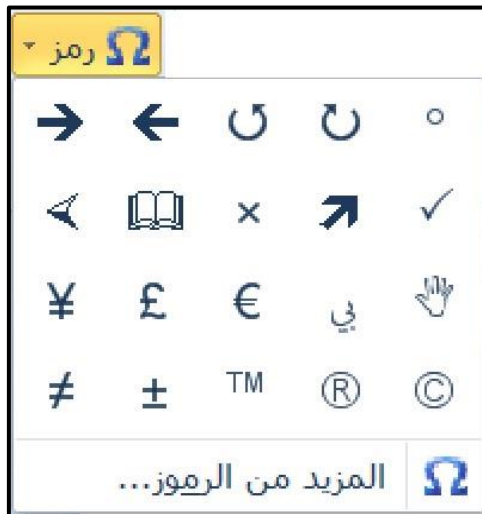 رمز
° ↻ ↺ ← →
✓ ↗ × 🕮 ⮘
بي € £ ¥
© ® ™ ± ≠
المزيد من الرموز...